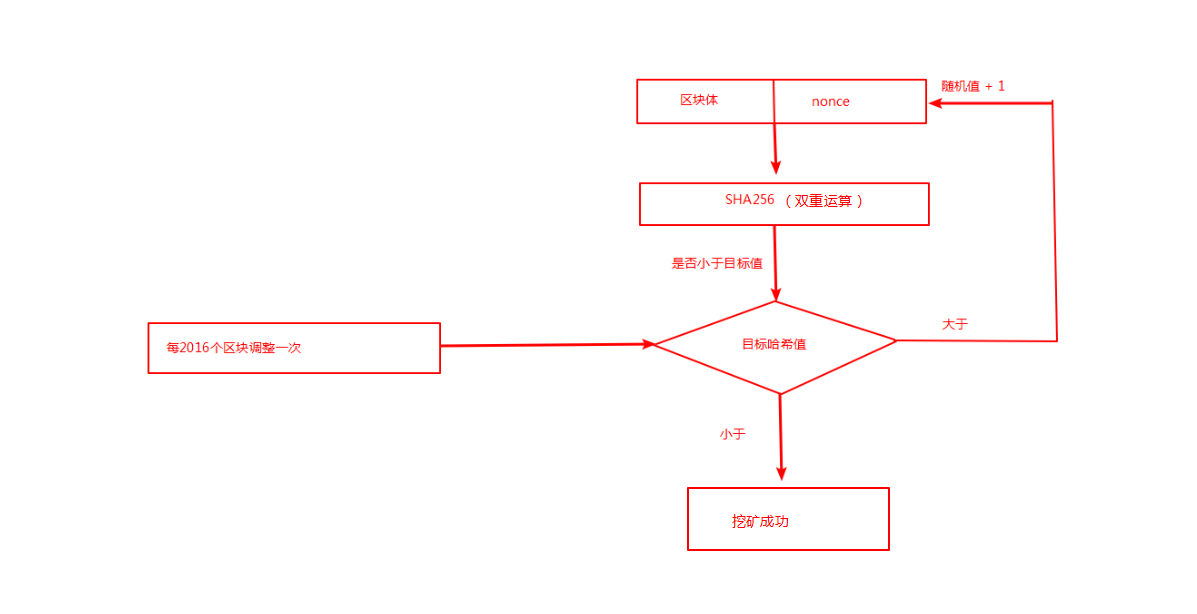 随机值 + 1
区块体
nonce
SHA256 （双重运算）
是否小于目标值
大于
目标哈希值
每2016个区块调整一次
小于
挖矿成功